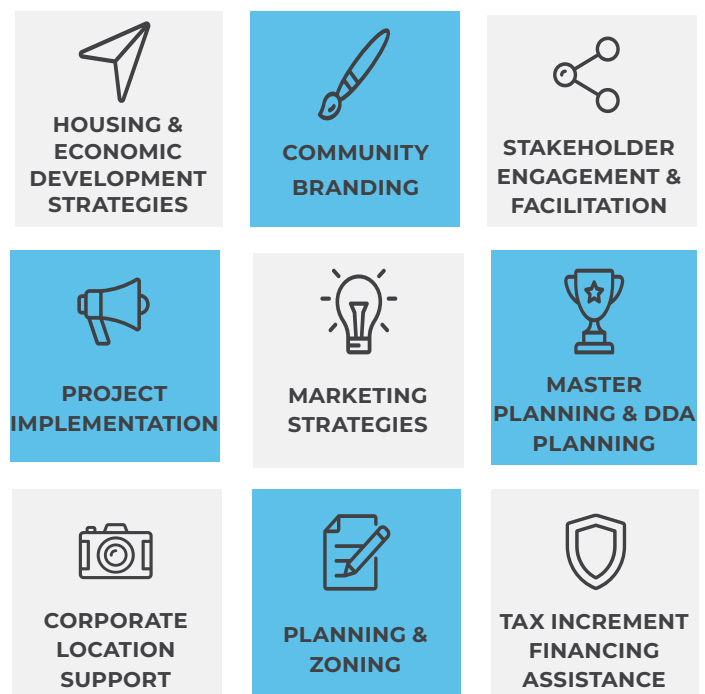 HOUSING &
ECONOMIC
DEVELOPMENT
STRATEGIES
COMMUNITY
BRANDING
STAKEHOLDER
ENGAGEMENT &
FACILITATION
PROJECT
IMPLEMENTATION
MARKETING
STRATEGIES
MASTER
PLANNING & DDA
PLANNING
CORPORATE
LOCATION
SUPPORT
PLANNING &
ZONING
TAX INCREMENT
FINANCING
ASSISTANCE